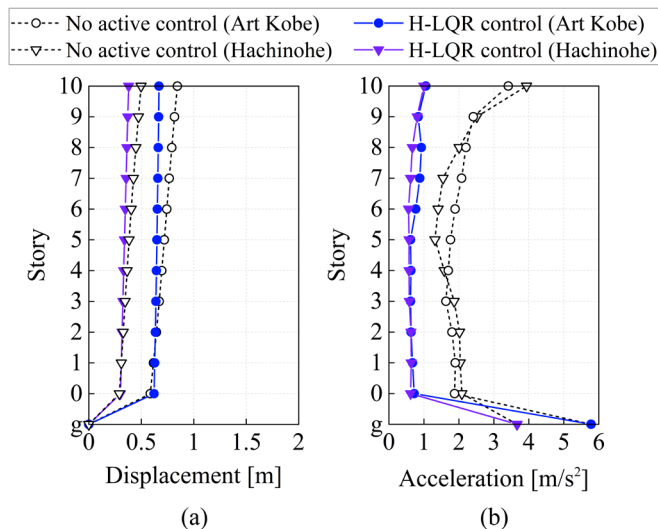 No active control (Art Kobe)
H-LQR control (Art Kobe)
No active control (Hachinohe)
H-LQR control (Hachinohe)
10
9
8
7
6
5
4
3
2
1
0
g
Story
0
0.5
1
1.5
2
Displacement [m]
(a)
10
9
8
7
6
5
4
3
2
1
0
g
Story
0
1
2
3
4
5
6
Acceleration [m/s²]
(b)